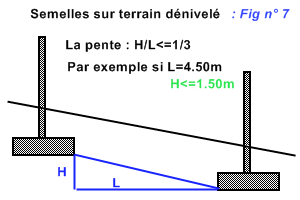 Semelles sur terrain dénivelé : Fig n° 7
La pente : H/L<=1/3
Par exemple si L=4.50m
H<=1.50m
H
L